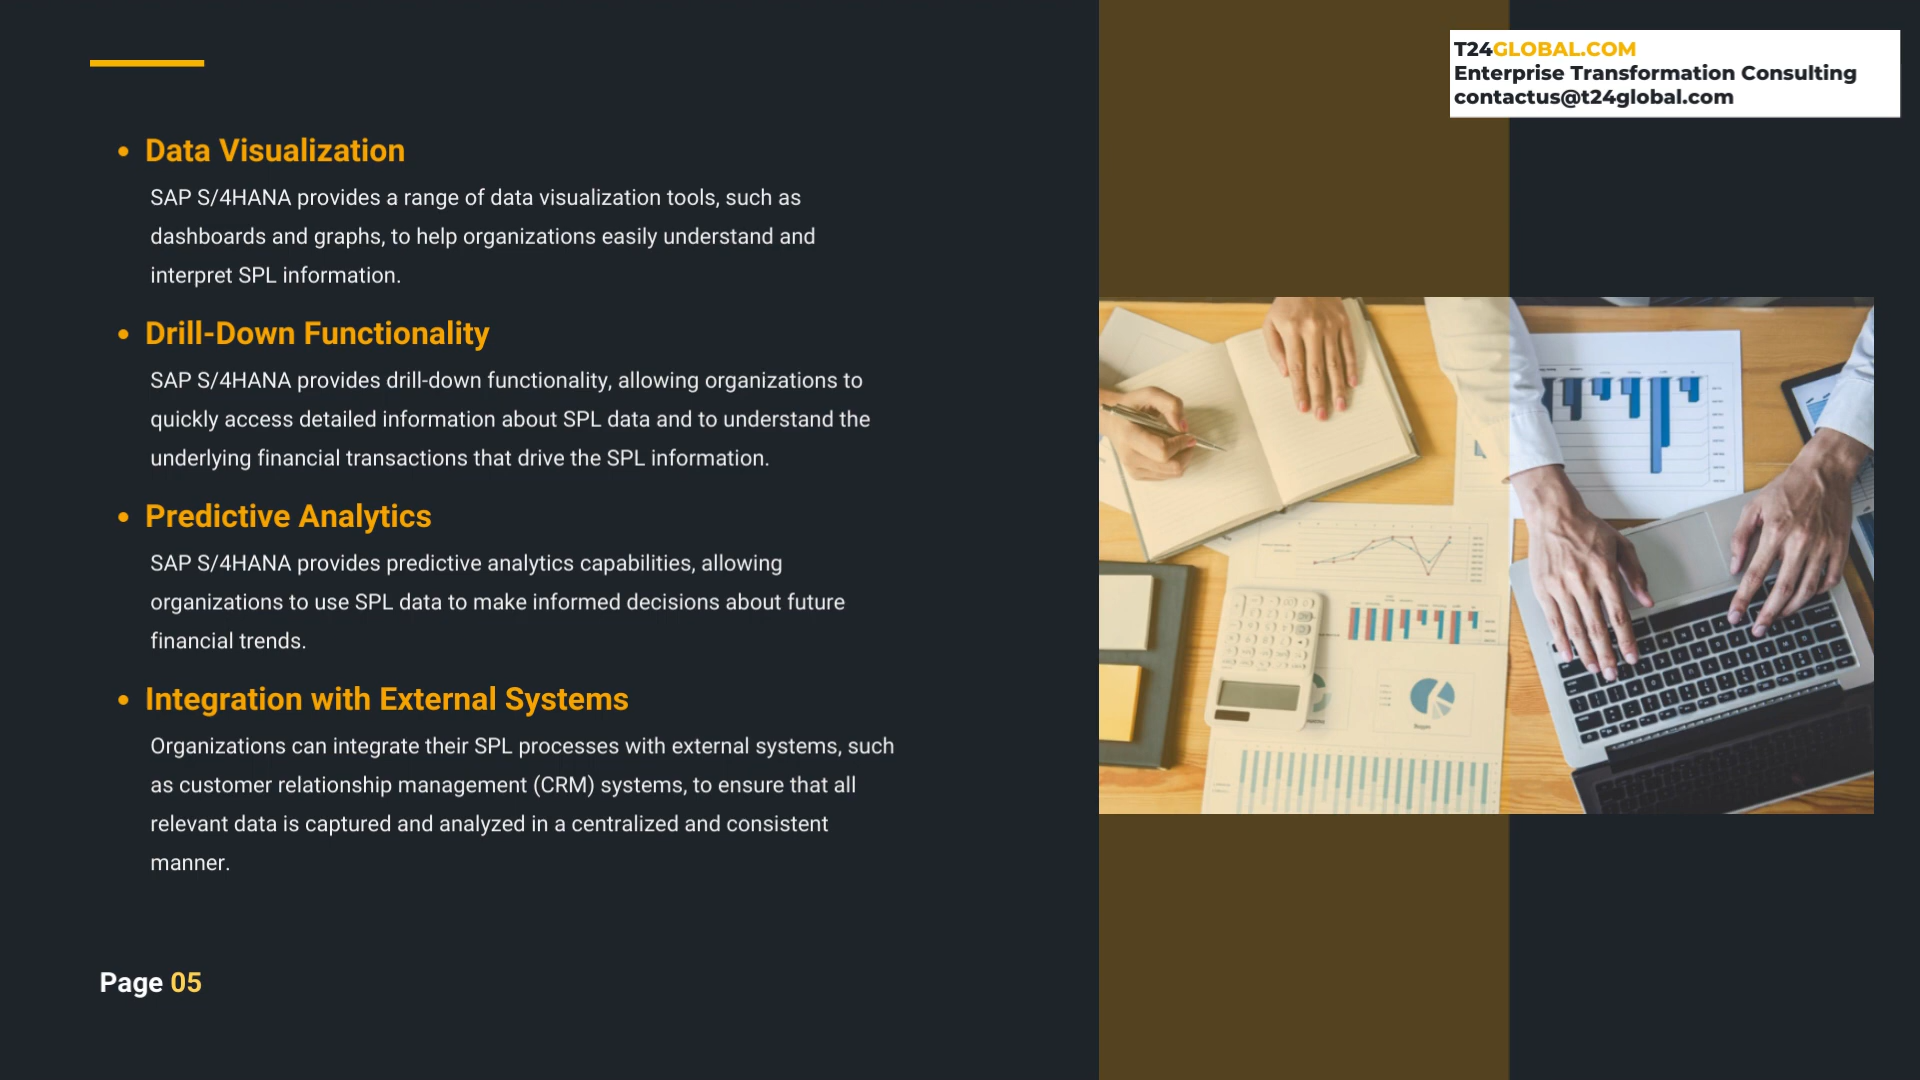 T24GLOBAL.COM
Enterprise Transformation Consulting
contactus@t24global.com
• Data Visualization
SAP S/4HANA provides a range of data visualization tools, such as
dashboards and graphs, to help organizations easily understand and
interpret SPL information.
• Drill-Down Functionality
SAP S/4HANA provides drill-down functionality, allowing organizations to
quickly access detailed information about SPL data and to understand the
underlying financial transactions that drive the SPL information.
• Predictive Analytics
SAP S/4HANA provides predictive analytics capabilities, allowing
organizations to use SPL data to make informed decisions about future
financial trends.
• Integration with External Systems
Organizations can integrate their SPL processes with external systems, such
as customer relationship management (CRM) systems, to ensure that all
relevant data is captured and analyzed in a centralized and consistent
manner.
Page 05